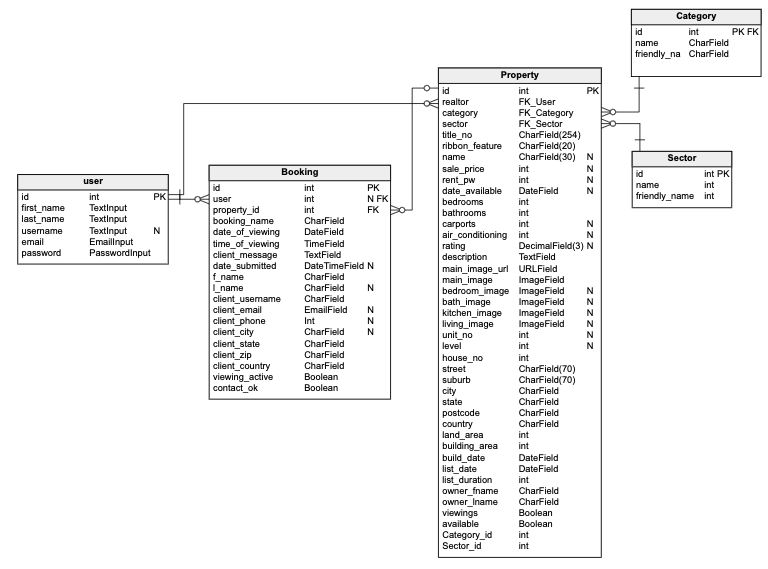 user
id int PK
first_name TextInput
last_name TextInput
username TextInput N
email EmailInput
password PasswordInput
Booking
id int PK
user int N FK
property_id int FK
booking_name CharField
date_of_viewing DateField
time_of_viewing TimeField
client_message TextField
date_submitted DateTimeField N
f_name CharField
l_name CharField N
client_username CharField
client_email EmailField N
client_phone Int N
client_city CharField N
client_state CharField
client_zip CharField
client_country CharField
viewing_active Boolean
contact_ok Boolean
Property
id int PK
realtor FK_User
category FK_Category
sector FK_Sector
title_no CharField(254)
ribbon_feature CharField(20)
name CharField(30) N
sale_price int N
rent_pw int N
date_available DateField N
bedrooms int
bathrooms int
carports int N
air_conditioning int N
rating DecimalField(3) N
description TextField
main_image_url URLField
main_image ImageField
bedroom_image ImageField N
bath_image ImageField N
kitchen_image ImageField N
living_image ImageField N
unit_no int N
level int N
house_no int
street CharField(70)
suburb CharField(70)
city CharField
state CharField
postcode CharField
country CharField
land_area int
building_area int
build_date DateField
list_date DateField
list_duration int
owner_fname CharField
owner_lname CharField
viewings Boolean
available Boolean
Category_id int
Sector_id int
Category
id int PK FK
name CharField
friendly_na CharField
Sector
id int PK
name int
friendly_name int